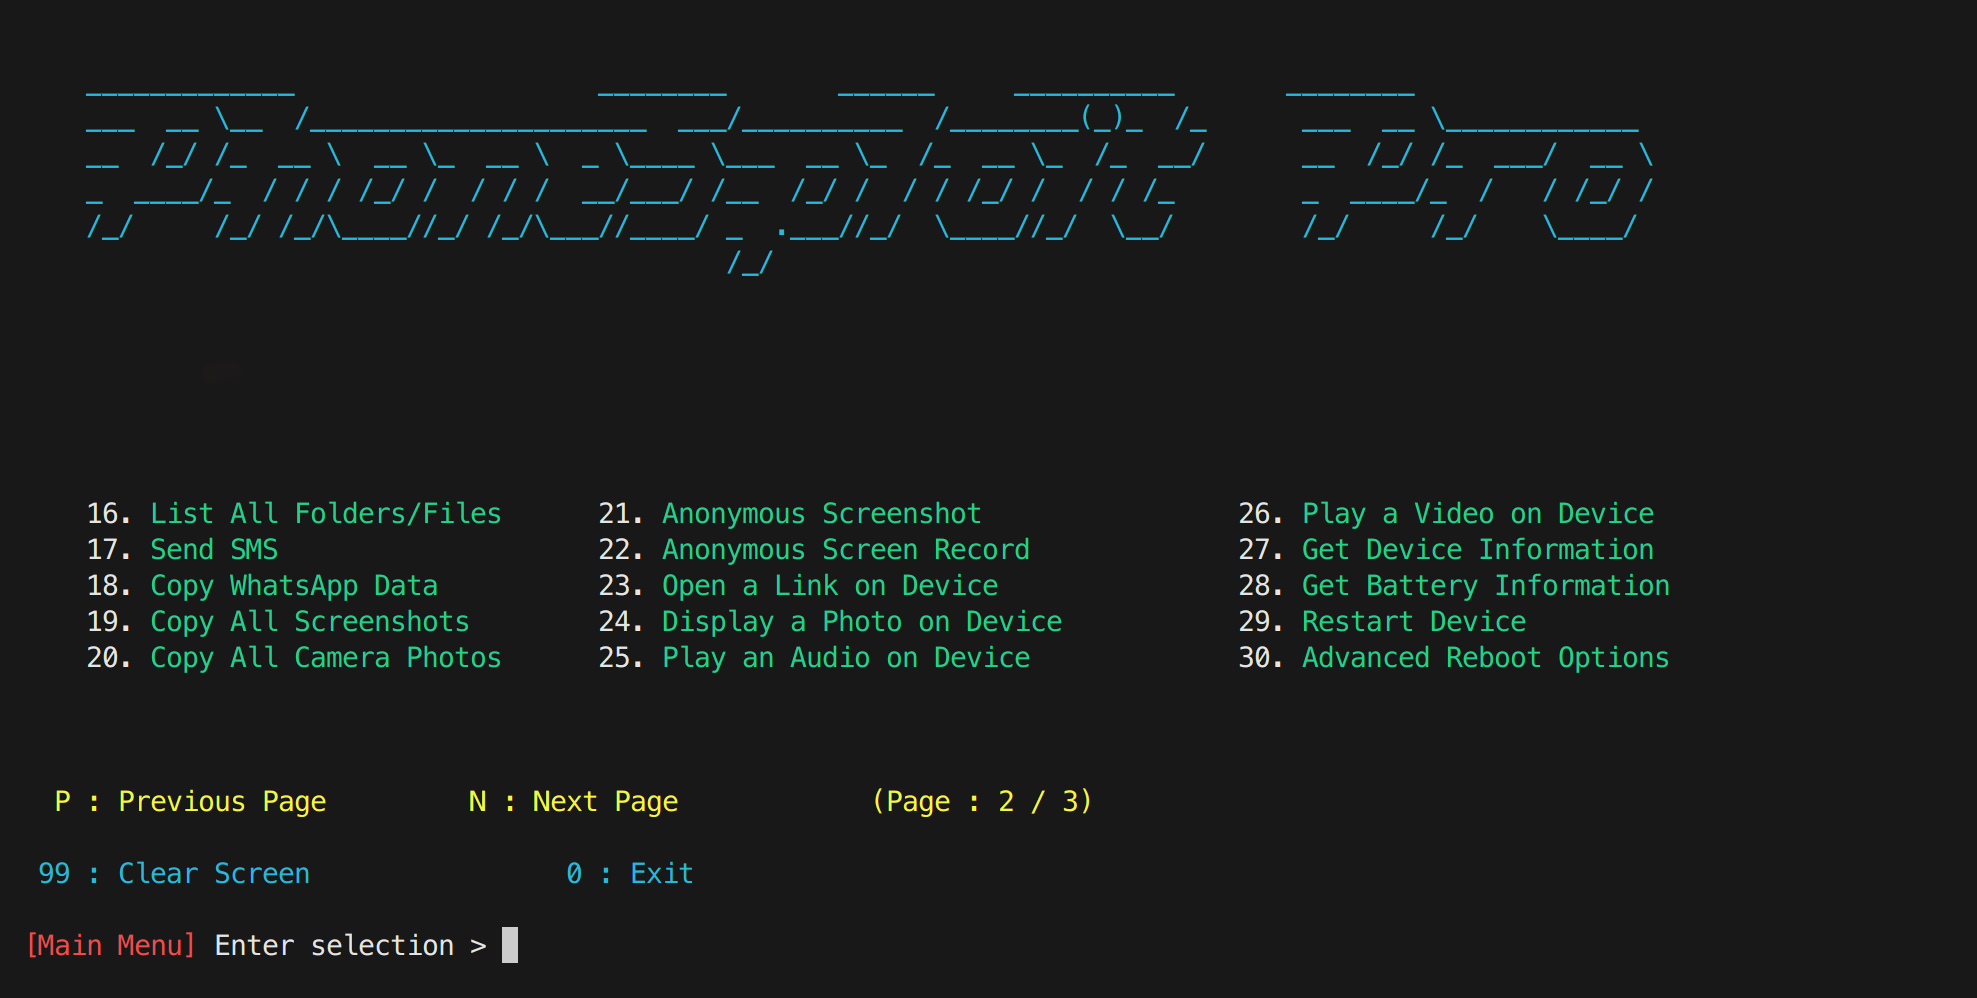 PhoneSploit Pro
16. List All Folders/Files 21. Anonymous Screenshot 26. Play a Video on Device
17. Send SMS 22. Anonymous Screen Record 27. Get Device Information
18. Copy WhatsApp Data 23. Open a Link on Device 28. Get Battery Information
19. Copy All Screenshots 24. Display a Photo on Device 29. Restart Device
20. Copy All Camera Photos 25. Play an Audio on Device 30. Advanced Reboot Options
P : Previous Page N : Next Page (Page : 2 / 3)
99 : Clear Screen 0 : Exit
[Main Menu] Enter selection >